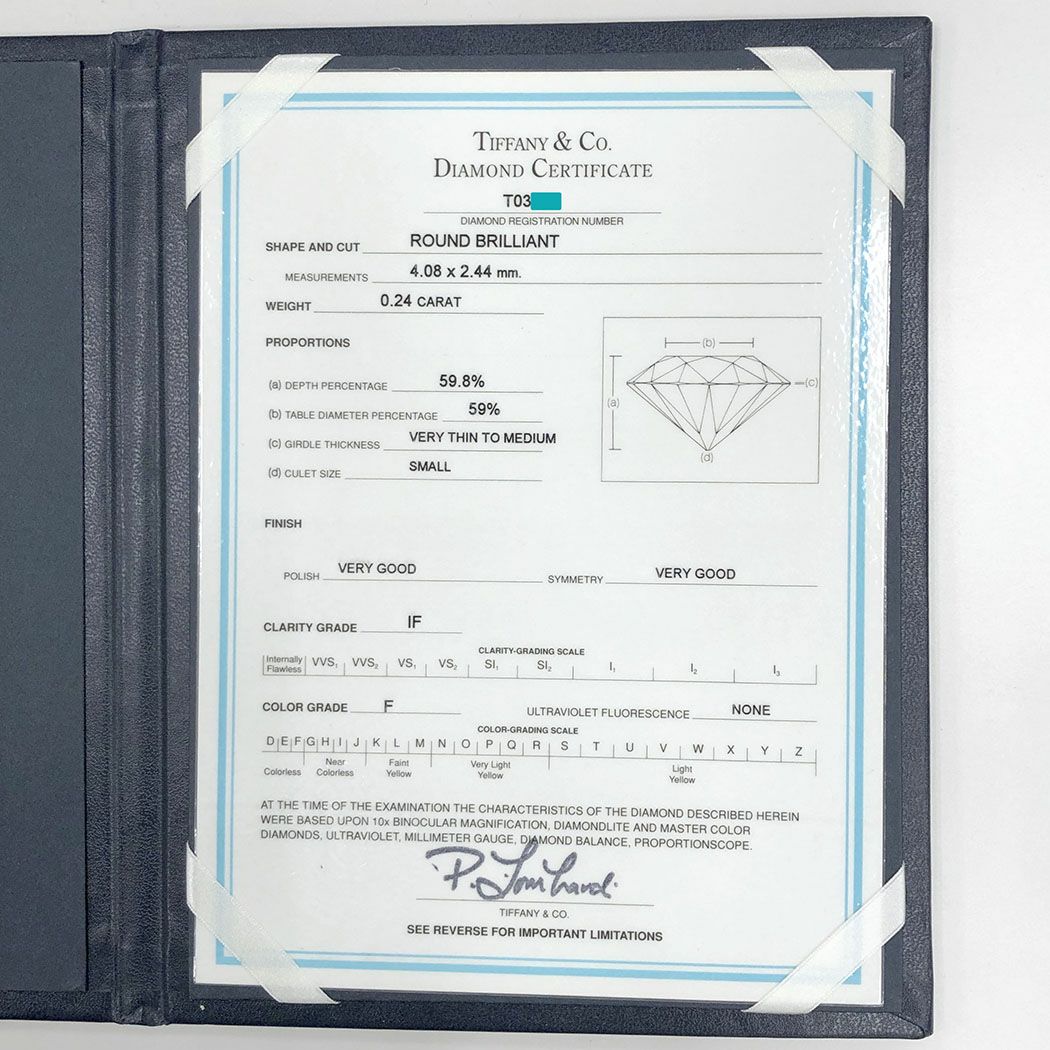 TIFFANY & CO.
DIAMOND CERTIFICATE
T03
DIAMOND REGISTRATION NUMBER
SHAPE AND CUT ROUND BRILLIANT
MEASUREMENTS 4.08 x 2.44 mm.
WEIGHT 0.24 CARAT
PROPORTIONS
(a) DEPTH PERCENTAGE 59.8%
(b) TABLE DIAMETER PERCENTAGE 59%
(c) GIRDLE THICKNESS VERY THIN TO MEDIUM
(d) CULET SIZE SMALL
(b)
(c)
(a)
(d)
FINISH
POLISH VERY GOOD SYMMETRY VERY GOOD
CLARITY GRADE IF
CLARITY-GRADING SCALE
Internally Flawless VVS₁ VVS₂ VS₁ VS₂ SI₁ SI₂ I₁ I₂ I₃
COLOR GRADE F ULTRAVIOLET FLUORESCENCE NONE
COLOR-GRADING SCALE
D E F G H I J K L M N O P Q R S T U V W X Y Z
Colorless Near Colorless Faint Yellow Very Light Yellow Light Yellow
AT THE TIME OF THE EXAMINATION THE CHARACTERISTICS OF THE DIAMOND DESCRIBED HEREIN
WERE BASED UPON 10x BINOCULAR MAGNIFICATION, DIAMONDLITE AND MASTER COLOR
DIAMONDS, ULTRAVIOLET, MILLIMETER GAUGE, DIAMOND BALANCE, PROPORTIONSCOPE.
TIFFANY & CO.
SEE REVERSE FOR IMPORTANT LIMITATIONS